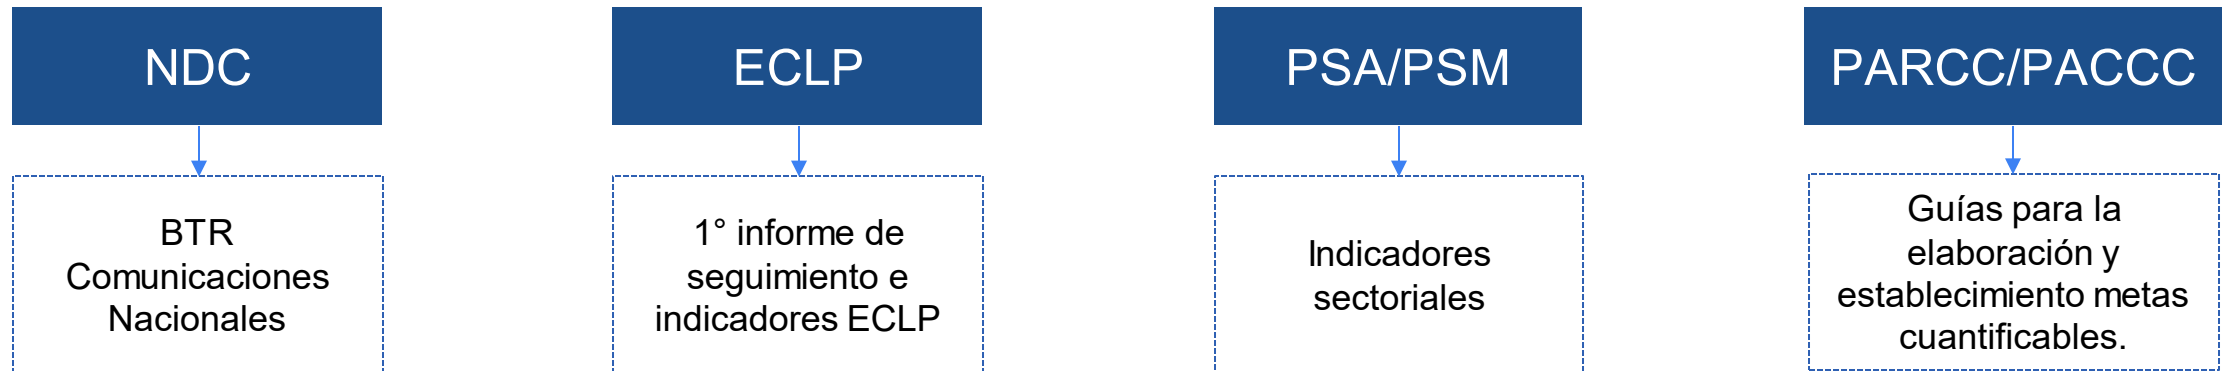 NDC
BTR
Comunicaciones
Nacionales
ECLP
1° informe de
seguimiento e
indicadores ECLP
PSA/PSM
Indicadores
sectoriales
PARCC/PACCC
Guías para la
elaboración y
establecimiento metas
cuantificables.